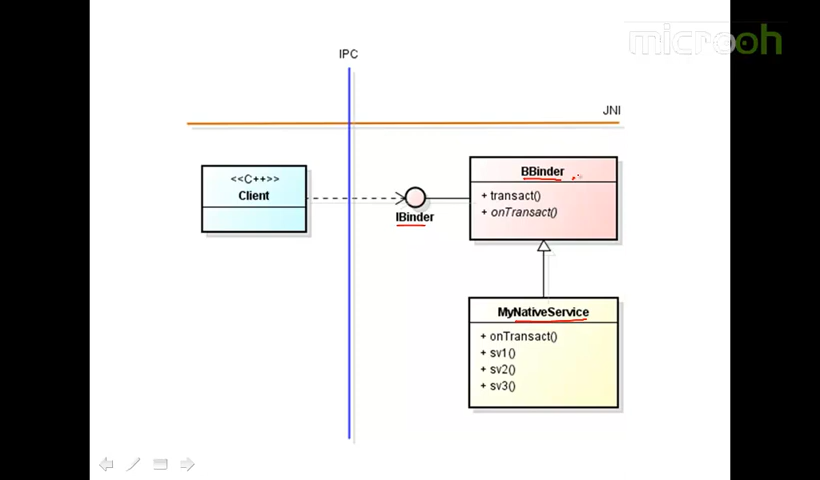 microoh
IPC
JNI
<<C++>>
Client
IBinder
BBinder
+ transact()
+ onTransact()
MyNativeService
+ onTransact()
+ sv1()
+ sv2()
+ sv3()